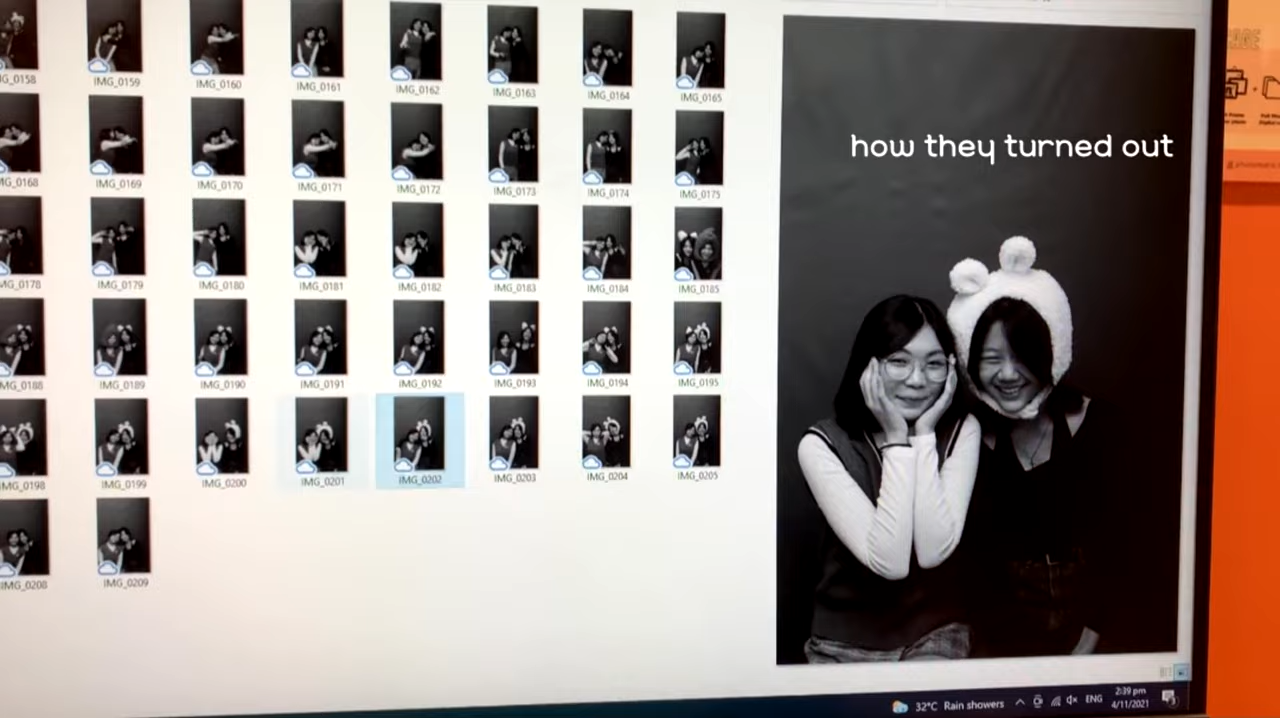 IMG_0158 IMG_0159 IMG_0160 IMG_0161 IMG_0162 IMG_0163 IMG_0164 IMG_0165
IMG_0168 IMG_0169 IMG_0170 IMG_0171 IMG_0172 IMG_0173 IMG_0174 IMG_0175
IMG_0178 IMG_0179 IMG_0180 IMG_0181 IMG_0182 IMG_0183 IMG_0184 IMG_0185
IMG_0188 IMG_0189 IMG_0190 IMG_0191 IMG_0192 IMG_0193 IMG_0194 IMG_0195
IMG_0198 IMG_0199 IMG_0200 IMG_0201 IMG_0202 IMG_0203 IMG_0204 IMG_0205
IMG_0208 IMG_0209
how they turned out
32°C Rain showers ENG
2:39 pm
4/11/2021